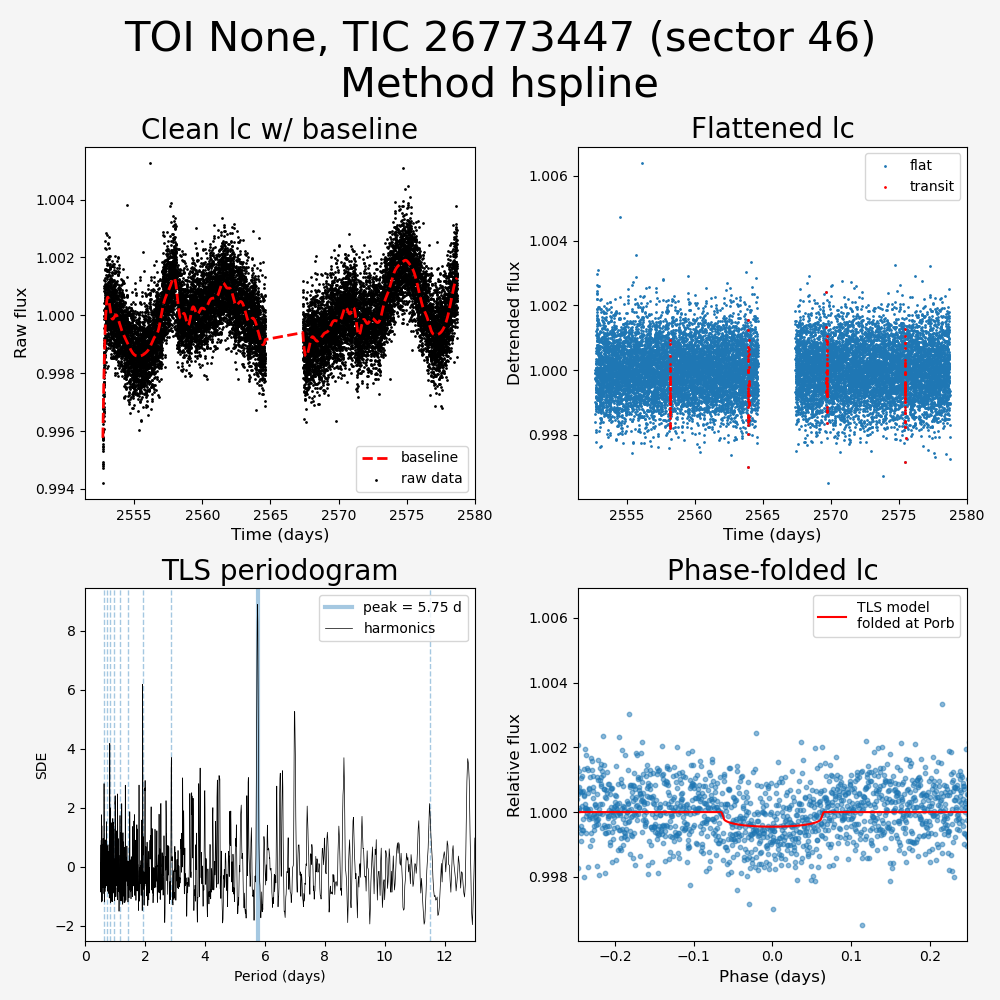 TOI None, TIC 26773447 (sector 46)
Method hspline
Clean lc w/ baseline
Raw flux
1.004
1.002
1.000
0.998
0.996
0.994
baseline
raw data
2555
2560
2565
2570
2575
2580
Time (days)
Flattened lc
Detrended flux
1.006
1.004
1.002
1.000
0.998
flat
transit
2555
2560
2565
2570
2575
2580
Time (days)
TLS periodogram
SDE
8
6
4
2
0
−2
peak = 5.75 d
harmonics
0
2
4
6
8
10
12
Period (days)
Phase-folded lc
Relative flux
1.006
1.004
1.002
1.000
0.998
TLS model
folded at Porb
−0.2
−0.1
0.0
0.1
0.2
Phase (days)